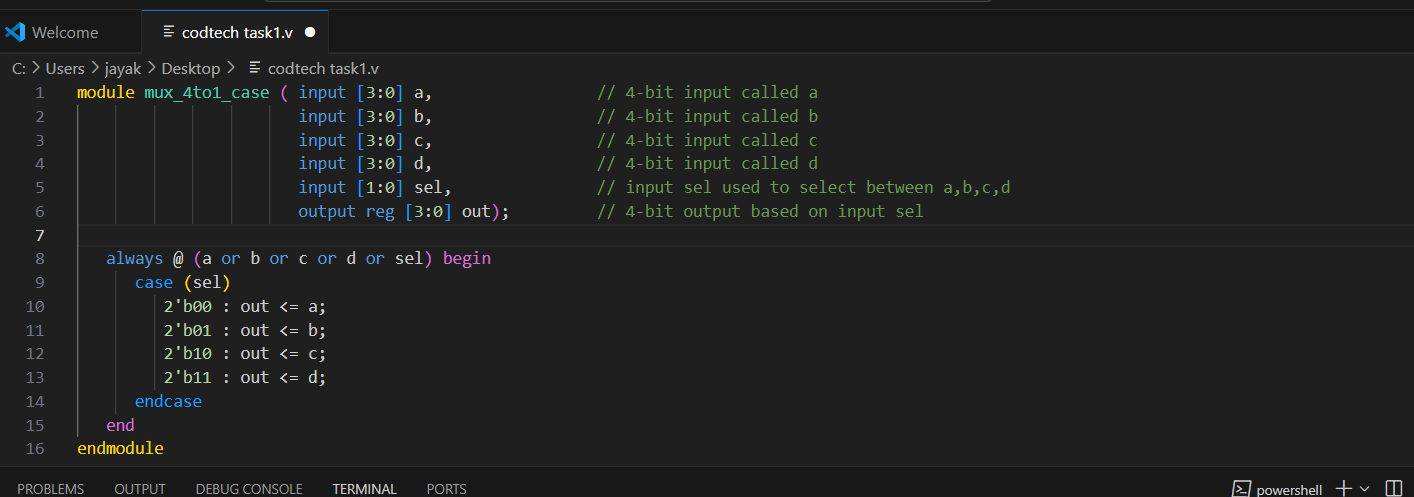 Welcome
codtech task1.v
C: > Users > jayak > Desktop > codtech task1.v
1 module mux_4to1_case ( input [3:0] a, // 4-bit input called a
2 input [3:0] b, // 4-bit input called b
3 input [3:0] c, // 4-bit input called c
4 input [3:0] d, // 4-bit input called d
5 input [1:0] sel, // input sel used to select between a,b,c,d
6 output reg [3:0] out); // 4-bit output based on input sel
7
8 always @ (a or b or c or d or sel) begin
9 case (sel)
10 2'b00 : out <= a;
11 2'b01 : out <= b;
12 2'b10 : out <= c;
13 2'b11 : out <= d;
14 endcase
15 end
16 endmodule
PROBLEMS OUTPUT DEBUG CONSOLE TERMINAL PORTS powershell